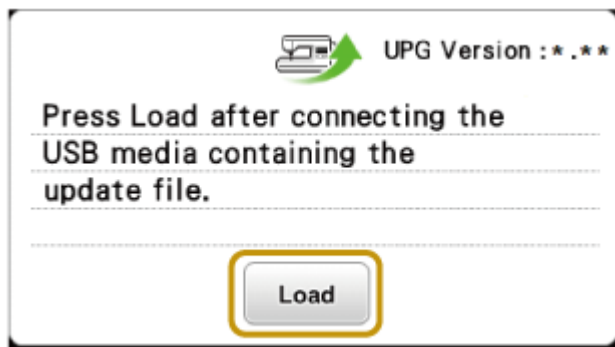 UPG Version :*.**
Press Load after connecting the
USB media containing the
update file.
Load